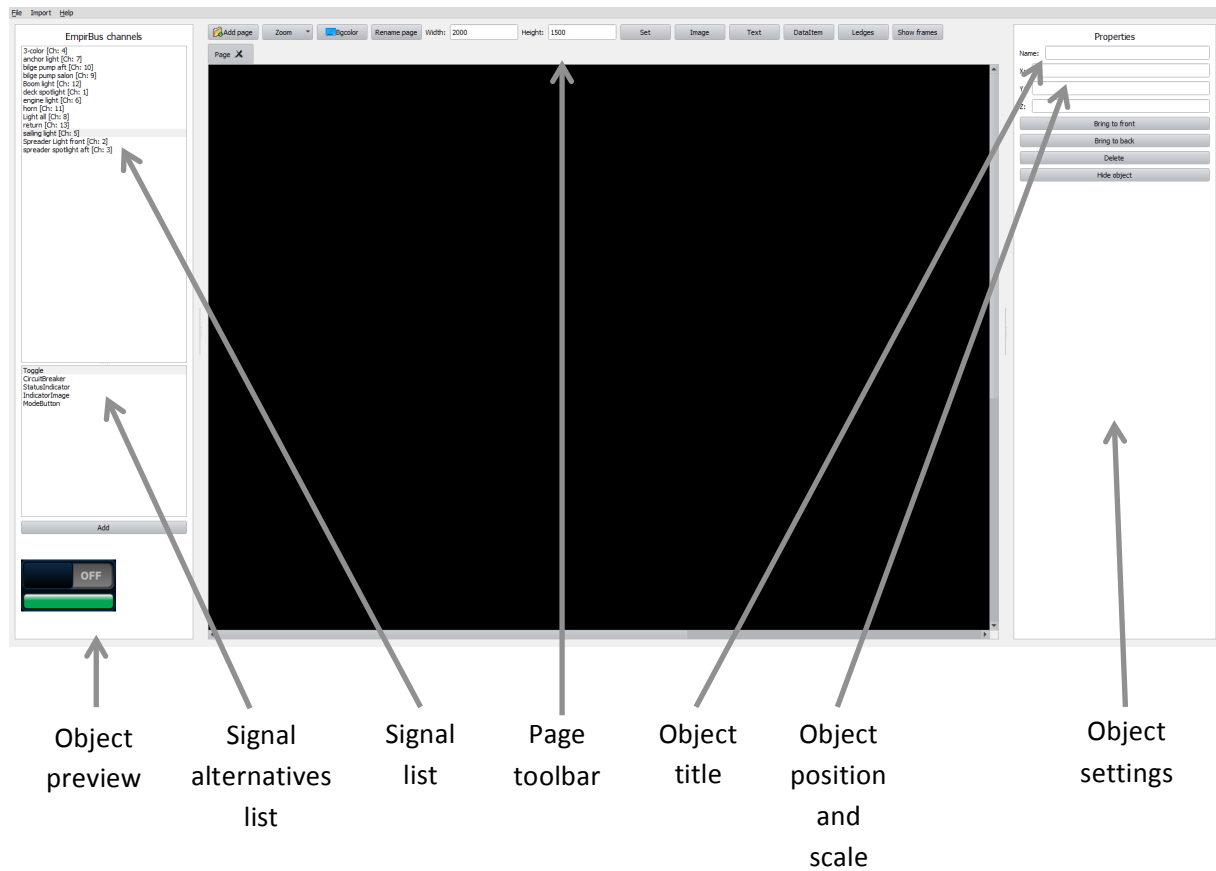 File Import Help
EmpirBus channels
3-color [Ch: 4]
anchor light [Ch: 7]
bilge pump aft [Ch: 10]
bilge pump salon [Ch: 9]
Boom light [Ch: 12]
deck spotlight [Ch: 1]
engine light [Ch: 6]
horn [Ch: 11]
Light all [Ch: 8]
return [Ch: 13]
sailing light [Ch: 5]
Spreader Light front [Ch: 2]
spreader spotlight aft [Ch: 3]
Toggle
CircuitBreaker
StatusIndicator
IndicatorImage
ModeButton
Add
OFF
Add page Zoom Bgcolor Rename page Width: 2000 Height: 1500 Set Image Text DataItem Ledges Show frames
Page
Properties
Name:
X:
Y:
Z:
Bring to front
Bring to back
Delete
Hide object
Object
preview
Signal
alternatives
list
Signal
list
Page
toolbar
Object
title
Object
position
and
scale
Object
settings